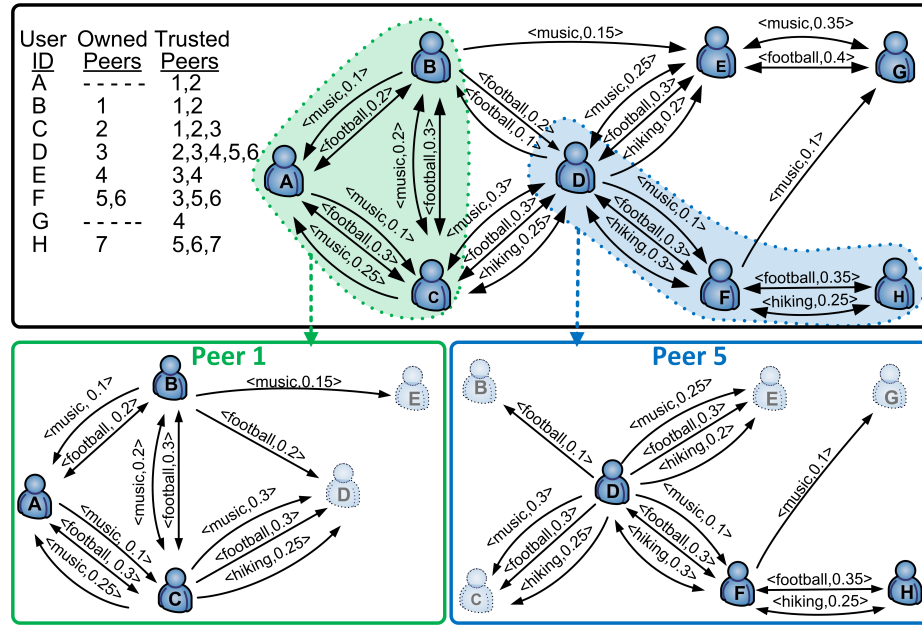 User Owned Trusted
ID Peers Peers
A ------ 1,2
B 1 1,2
C 2 1,2,3
D 3 2,3,4,5,6
E 4 3,4
F 5,6 3,5,6
G ----- 4
H 7 5,6,7
<music,0.15>
<music,0.35>
<football,0.4>
E
G
B
<music,0.1>
<football,0.2>
<music,0.2>
<football,0.3>
<football,0.2>
<football,0.1>
<music,0.25>
<football,0.3>
<hiking,0.2>
<music,0.1>
A
D
<music,0.1>
<football,0.3>
<music,0.25>
<music,0.3>
<football,0.3>
<hiking,0.25>
<music,0.1>
<football,0.3>
<hiking,0.3>
C
F
<football,0.35>
<hiking,0.25>
H
Peer 1
B
<music,0.15>
E
<music, 0.1>
<football, 0.2>
<music,0.2>
<football,0.3>
<football,0.2>
A
D
<music, 0.1>
<football, 0.3>
<music,0.25>
<music,0.3>
<football,0.3>
<hiking,0.25>
C
Peer 5
B
E
G
<football,0.1>
<music,0.25>
<football,0.3>
<hiking,0.2>
<music,0.1>
D
<music,0.3>
<football,0.3>
<hiking,0.25>
<music,0.1>
<football,0.3>
<hiking,0.3>
C
F
<football,0.35>
<hiking,0.25>
H